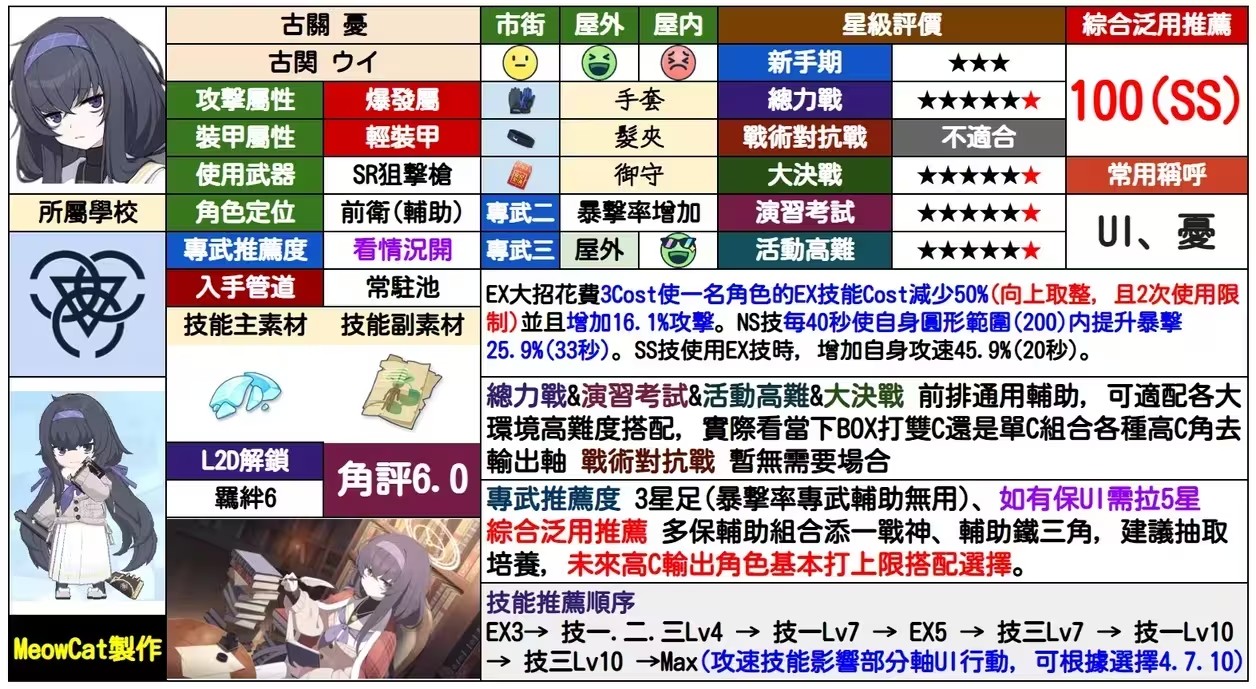 古關 憂
古関 ウイ
攻擊屬性 爆發屬
裝甲屬性 輕裝甲
使用武器 SR狙擊槍
所屬學校
角色定位 前衛(輔助)
專武推薦度 看情況開
入手管道 常駐池
技能主素材 技能副素材
L2D解鎖
羈絆6
角評6.0
MeowCat製作
市街 屋外 屋内
手套
髮夾
御守
專武二 暴擊率增加
專武三 屋外
星級評價
新手期 ★★★
總力戰 ★★★★★★
戰術對抗戰 不適合
大決戰 ★★★★★★
演習考試 ★★★★★★
活動高難 ★★★★★★
綜合泛用推薦
100(SS)
常用稱呼
UI、憂
EX大招花費3Cost使一名角色的EX技能Cost減少50%(向上取整, 且2次使用限
制)並且增加16.1%攻擊。NS技每40秒使自身圓形範圍(200)内提升暴擊
25.9%(33秒)。SS技使用EX技時, 增加自身攻速45.9%(20秒)。
總力戰&演習考試&活動高難&大決戰 前排通用輔助, 可適配各大
環境高難度搭配, 實際看當下BOX打雙C還是單C組合各種高C角去
輸出軸 戰術對抗戰 暫無需要場合
專武推薦度 3星足(暴擊率專武輔助無用)、如有保UI需拉5星
綜合泛用推薦 多保輔助組合添一戰神、輔助鐵三角, 建議抽取
培養, 未來高C輸出角色基本打上限搭配選擇。
技能推薦順序
EX3→ 技一.二.三Lv4 → 技一Lv7 → EX5 → 技三Lv7 → 技一Lv10
→ 技三Lv10 →Max(攻速技能影響部分軸UI行動, 可根據選擇4.7.10)